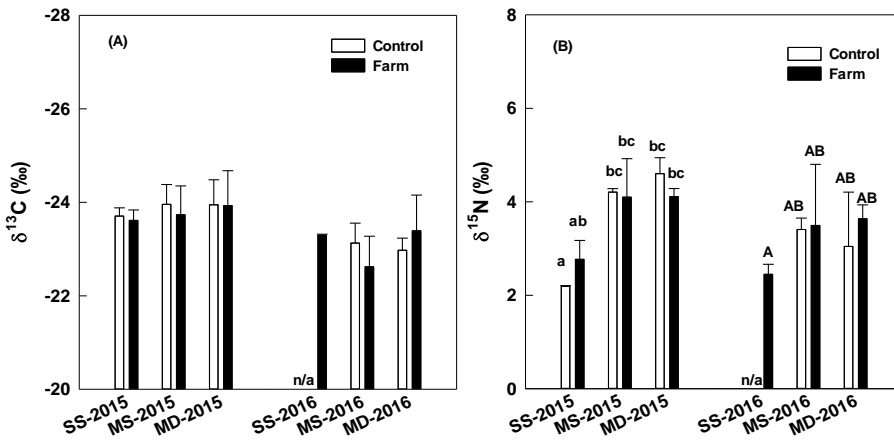 -28
-26
-24
-22
-20
δ13C (‰)
(A)
Control
Farm
n/a
SS-2015
MS-2015
MD-2015
SS-2016
MS-2016
MD-2016
8
6
4
2
0
δ15N (‰)
(B)
Control
Farm
a
ab
bc
bc
bc
bc
n/a
A
AB
AB
AB
AB
SS-2015
MS-2015
MD-2015
SS-2016
MS-2016
MD-2016